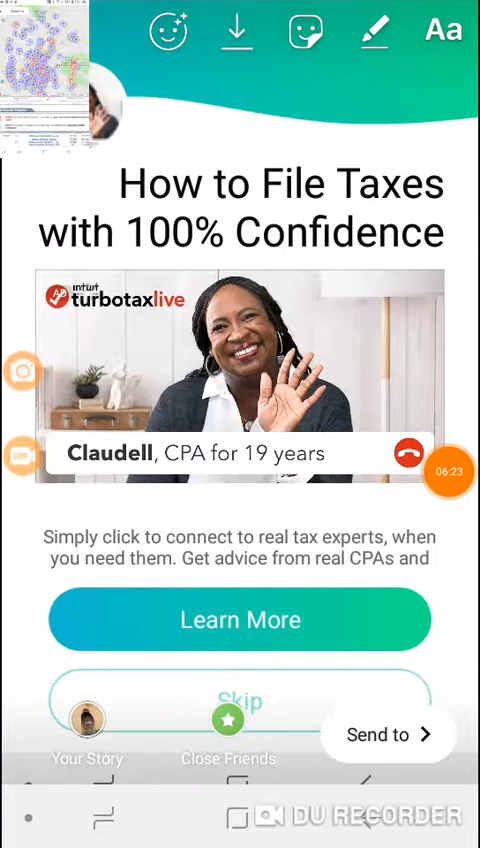 Aa
How to File Taxes
with 100% Confidence
AD
intuit
turbotaxlive
GIF
Claudell, CPA for 19 years
06:23
Simply click to connect to real tax experts, when
you need them. Get advice from real CPAs and
Learn More
Skip
Send to
Your Story
Close Friends
DU RECORDER